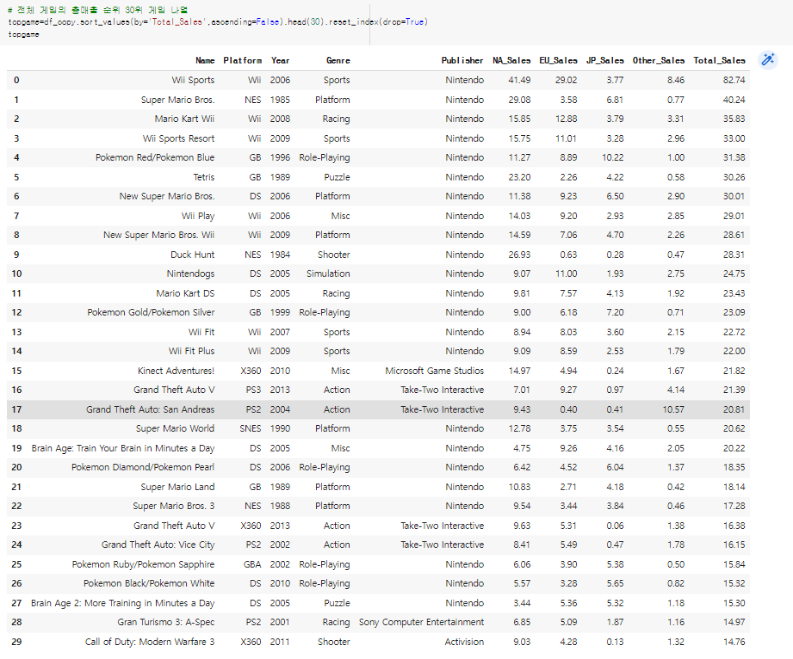 # 전체 게임의 총매출 순위 30위 게임 나열
topgame=df_copy.sort_values(by='Total_Sales',ascending=False).head(30).reset_index(drop=True)
topgame
Name Platform Year Genre Publisher NA_Sales EU_Sales JP_Sales Other_Sales Total_Sales
0 Wii Sports Wii 2006 Sports Nintendo 41.49 29.02 3.77 8.46 82.74
1 Super Mario Bros. NES 1985 Platform Nintendo 29.08 3.58 6.81 0.77 40.24
2 Mario Kart Wii Wii 2008 Racing Nintendo 15.85 12.88 3.79 3.31 35.83
3 Wii Sports Resort Wii 2009 Sports Nintendo 15.75 11.01 3.28 2.96 33.00
4 Pokemon Red/Pokemon Blue GB 1996 Role-Playing Nintendo 11.27 8.89 10.22 1.00 31.38
5 Tetris GB 1989 Puzzle Nintendo 23.20 2.26 4.22 0.58 30.26
6 New Super Mario Bros. DS 2006 Platform Nintendo 11.38 9.23 6.50 2.90 30.01
7 Wii Play Wii 2006 Misc Nintendo 14.03 9.20 2.93 2.85 29.01
8 New Super Mario Bros. Wii Wii 2009 Platform Nintendo 14.59 7.06 4.70 2.26 28.61
9 Duck Hunt NES 1984 Shooter Nintendo 26.93 0.63 0.28 0.47 28.31
10 Nintendogs DS 2005 Simulation Nintendo 9.07 11.00 1.93 2.75 24.75
11 Mario Kart DS DS 2005 Racing Nintendo 9.81 7.57 4.13 1.92 23.43
12 Pokemon Gold/Pokemon Silver GB 1999 Role-Playing Nintendo 9.00 6.18 7.20 0.71 23.09
13 Wii Fit Wii 2007 Sports Nintendo 8.94 8.03 3.60 2.15 22.72
14 Wii Fit Plus Wii 2009 Sports Nintendo 9.09 8.59 2.53 1.79 22.00
15 Kinect Adventures! X360 2010 Misc Microsoft Game Studios 14.97 4.94 0.24 1.67 21.82
16 Grand Theft Auto V PS3 2013 Action Take-Two Interactive 7.01 9.27 0.97 4.14 21.39
17 Grand Theft Auto: San Andreas PS2 2004 Action Take-Two Interactive 9.43 0.40 0.41 10.57 20.81
18 Super Mario World SNES 1990 Platform Nintendo 12.78 3.75 3.54 0.55 20.62
19 Brain Age: Train Your Brain in Minutes a Day DS 2005 Misc Nintendo 4.75 9.26 4.16 2.05 20.22
20 Pokemon Diamond/Pokemon Pearl DS 2006 Role-Playing Nintendo 6.42 4.52 6.04 1.37 18.35
21 Super Mario Land GB 1989 Platform Nintendo 10.83 2.71 4.18 0.42 18.14
22 Super Mario Bros. 3 NES 1988 Platform Nintendo 9.54 3.44 3.84 0.46 17.28
23 Grand Theft Auto V X360 2013 Action Take-Two Interactive 9.63 5.31 0.06 1.38 16.38
24 Grand Theft Auto: Vice City PS2 2002 Action Take-Two Interactive 8.41 5.49 0.47 1.78 16.15
25 Pokemon Ruby/Pokemon Sapphire GBA 2002 Role-Playing Nintendo 6.06 3.90 5.38 0.50 15.84
26 Pokemon Black/Pokemon White DS 2010 Role-Playing Nintendo 5.57 3.28 5.65 0.82 15.32
27 Brain Age 2: More Training in Minutes a Day DS 2005 Puzzle Nintendo 3.44 5.36 5.32 1.18 15.30
28 Gran Turismo 3: A-Spec PS2 2001 Racing Sony Computer Entertainment 6.85 5.09 1.87 1.16 14.97
29 Call of Duty: Modern Warfare 3 X360 2011 Shooter Activision 9.03 4.28 0.13 1.32 14.76